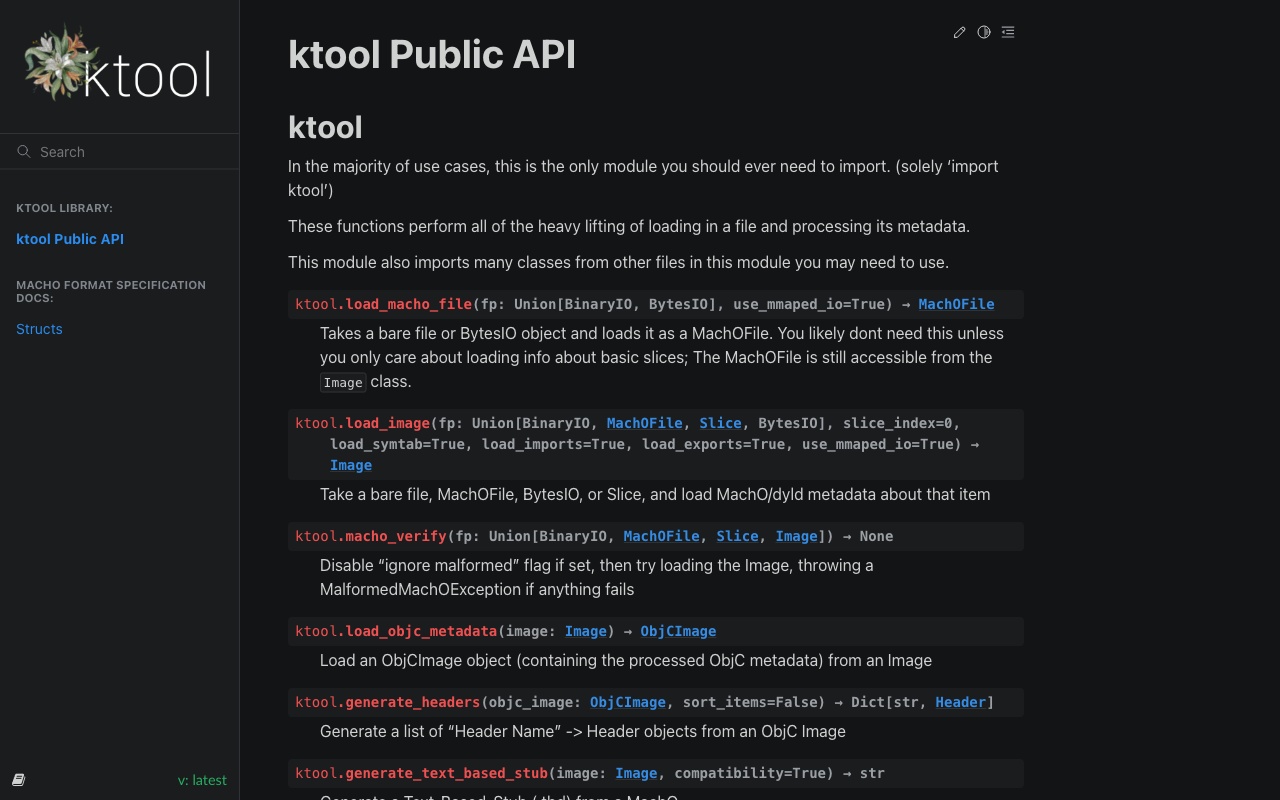 ktool
Search
KTOOL LIBRARY:
ktool Public API
MACHO FORMAT SPECIFICATION
DOCS:
Structs
v: latest
ktool Public API
ktool
In the majority of use cases, this is the only module you should ever need to import. (solely ‘import
ktool’)
These functions perform all of the heavy lifting of loading in a file and processing its metadata.
This module also imports many classes from other files in this module you may need to use.
ktool.load_macho_file(fp: Union[BinaryIO, BytesIO], use_mmaped_io=True) → MachOFile
Takes a bare file or BytesIO object and loads it as a MachOFile. You likely dont need this unless
you only care about loading info about basic slices; The MachOFile is still accessible from the
Image class.
ktool.load_image(fp: Union[BinaryIO, MachOFile, Slice, BytesIO], slice_index=0,
load_symtab=True, load_imports=True, load_exports=True, use_mmaped_io=True) →
Image
Take a bare file, MachOFile, BytesIO, or Slice, and load MachO/dyld metadata about that item
ktool.macho_verify(fp: Union[BinaryIO, MachOFile, Slice, Image]) → None
Disable “ignore malformed” flag if set, then try loading the Image, throwing a
MalformedMachOException if anything fails
ktool.load_objc_metadata(image: Image) → ObjCImage
Load an ObjCImage object (containing the processed ObjC metadata) from an Image
ktool.generate_headers(objc_image: ObjCImage, sort_items=False) → Dict[str, Header]
Generate a list of “Header Name” -> Header objects from an ObjC Image
ktool.generate_text_based_stub(image: Image, compatibility=True) → str
Generate a Text-Based-Stub (.tbd) from a MachO